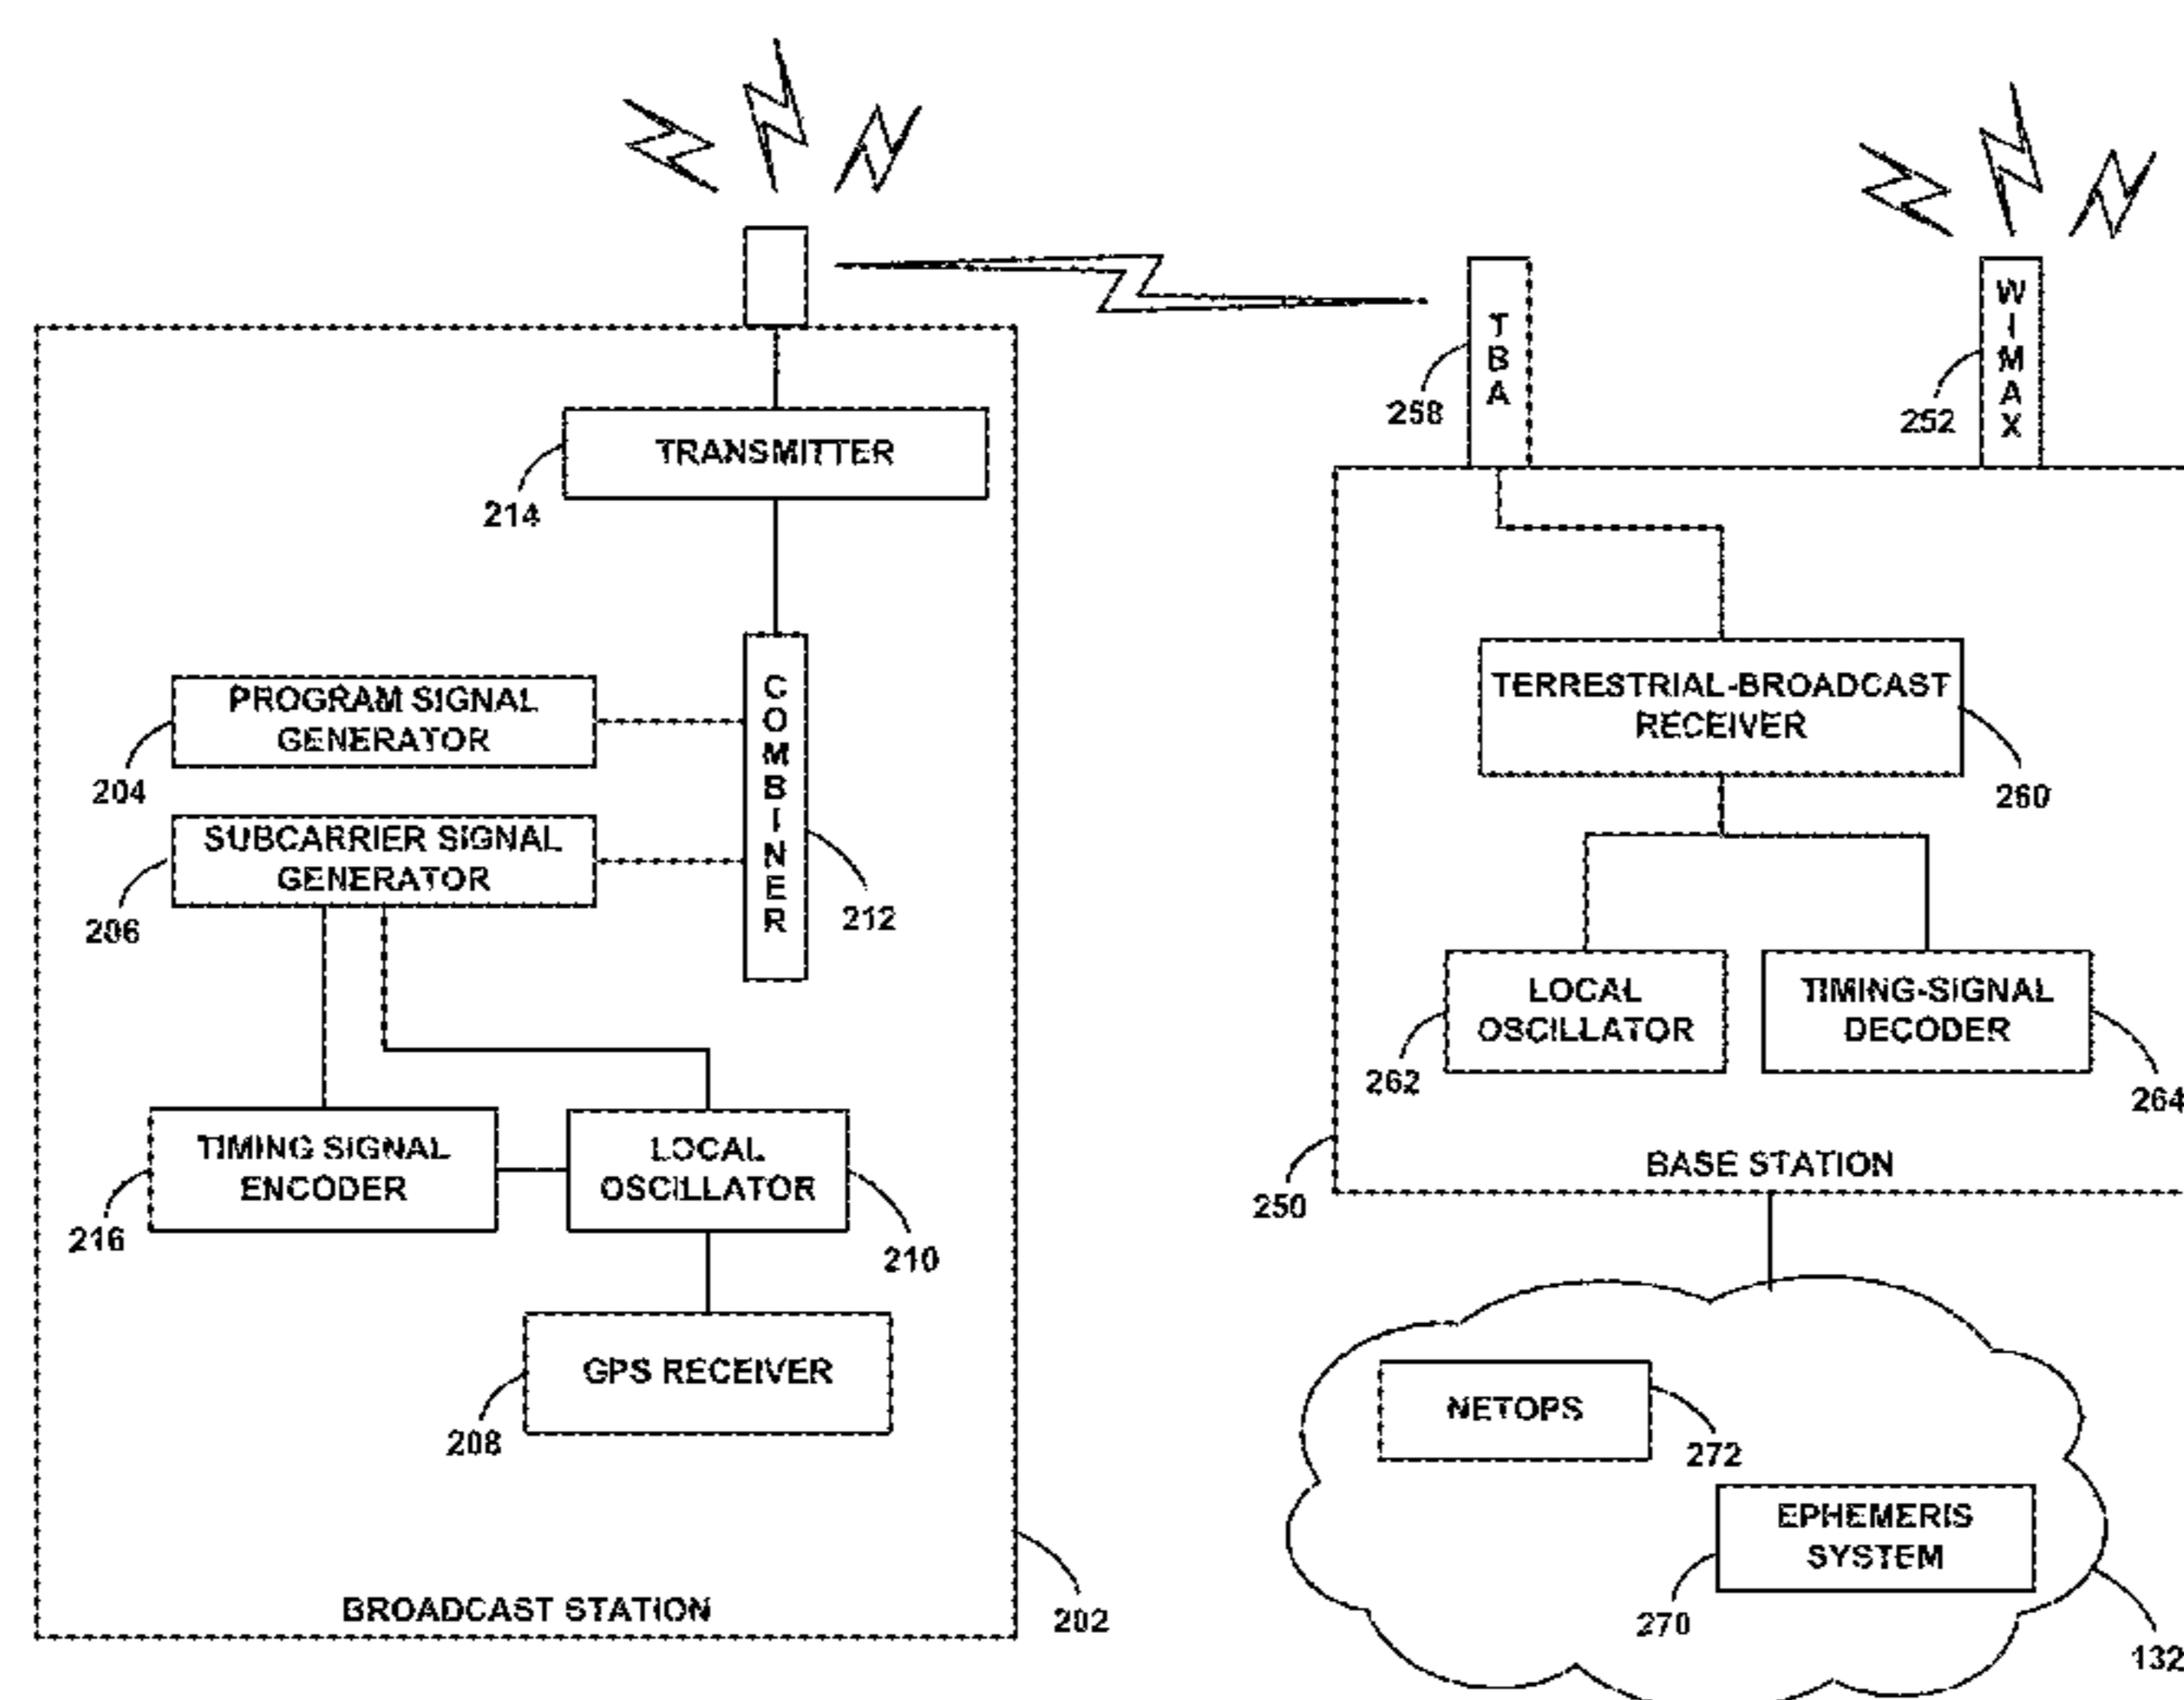 TRANSMITTER
214
PROGRAM SIGNAL
GENERATOR
204
SUBCARRIER SIGNAL
GENERATOR
206
COMBINER
212
TIMING SIGNAL
ENCODER
216
LOCAL
OSCILLATOR
210
GPS RECEIVER
208
BROADCAST STATION
202
TBA
258
WIMAX
252
TERRESTRIAL-BROADCAST
RECEIVER
260
LOCAL
OSCILLATOR
262
TIMING-SIGNAL
DECODER
264
BASE STATION
250
NETOPS
272
EPHEMERIS
SYSTEM
270
132